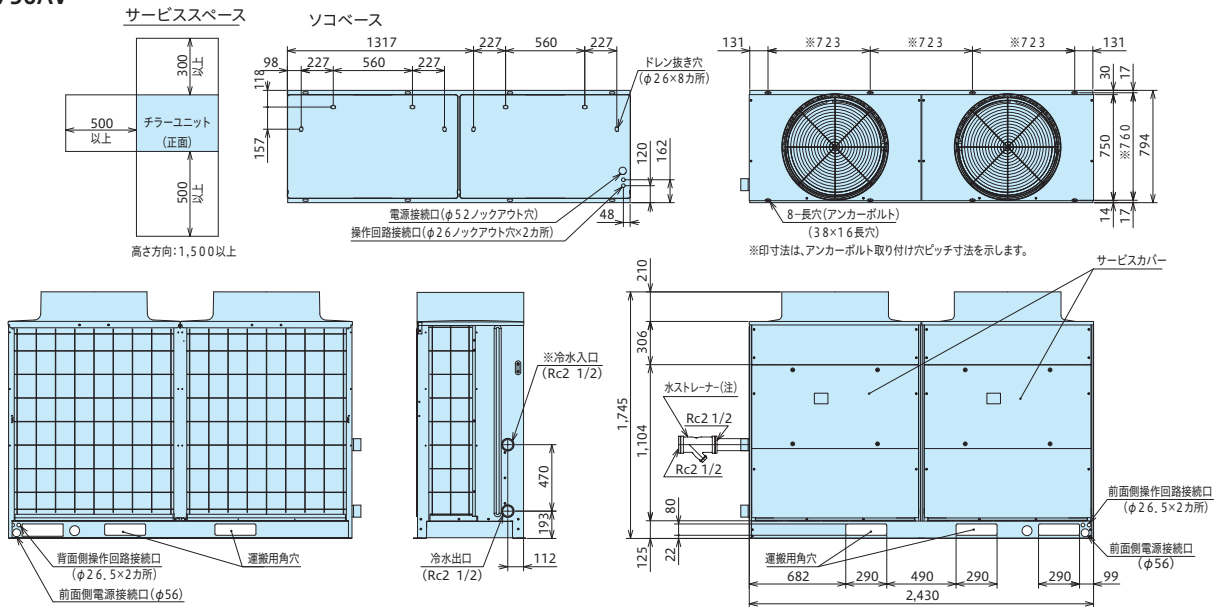 サービススペース
300
以上
500
以上
チラーユニット
(正面)
500
以上
高さ方向：1,500以上
ソコベース
1317
227
560
227
98
227
560
227
118
157
ドレン抜き穴
(φ26×8カ所)
120
162
48
電源接続口(φ52ノックアウト穴)
操作回路接続口(φ26ノックアウト穴×2カ所)
131
※723
※723
※723
131
30
17
750
※760
794
14
17
8-長穴(アンカーボルト)
(38×16長穴)
※印寸法は、アンカーボルト取り付け穴ピッチ寸法を示します。
背面側操作回路接続口
(φ26.5×2カ所)
前面側電源接続口(φ56)
運搬用角穴
※冷水入口
(Rc2 1/2)
470
193
冷水出口
(Rc2 1/2)
112
サービスカバー
210
306
1,745
1,104
水ストレーナー(注)
Rc2 1/2
Rc2 1/2
80
125
22
運搬用角穴
前面側操作回路接続口
(φ26.5×2カ所)
前面側電源接続口
(φ56)
682
290
490
290
290
99
2,430